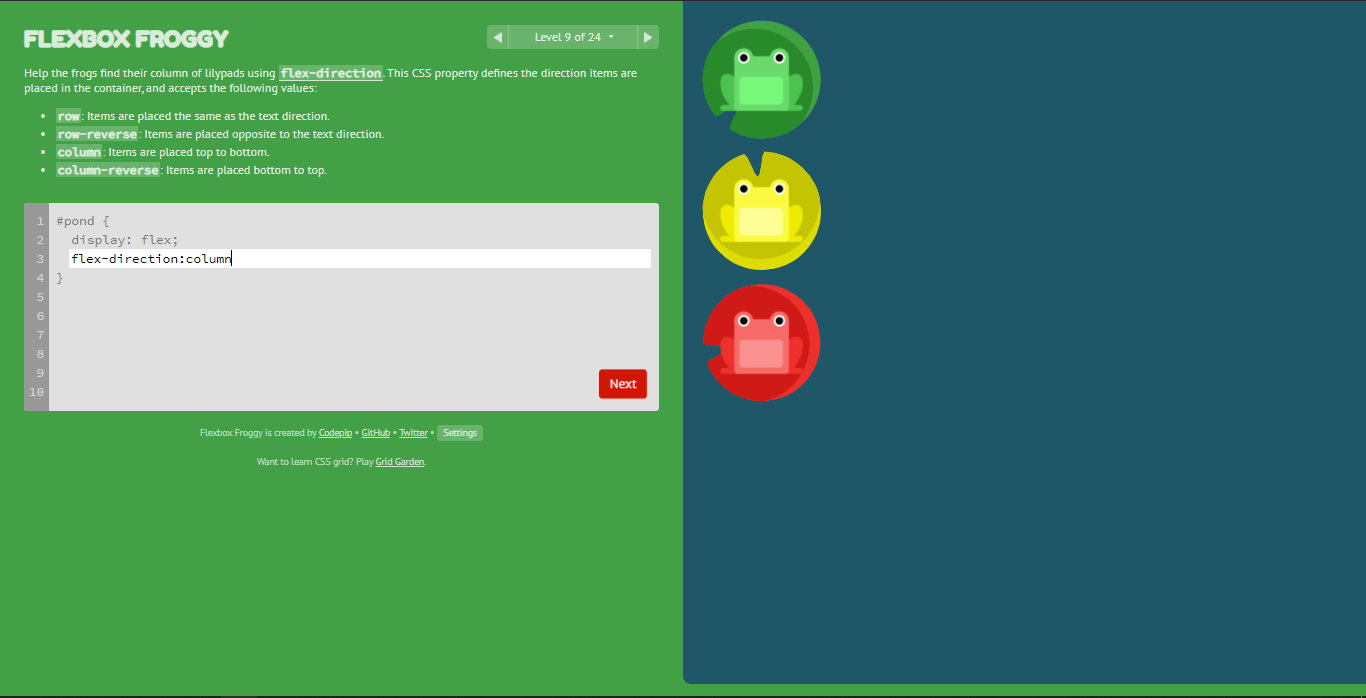 FLEXBOX FROGGY
Level 9 of 24
Help the frogs find their column of lilypads using flex-direction. This CSS property defines the direction items are
placed in the container, and accepts the following values:
row: Items are placed the same as the text direction.
row-reverse: Items are placed opposite to the text direction.
column: Items are placed top to bottom.
column-reverse: Items are placed bottom to top.
1 #pond {
2 display: flex;
3 flex-direction:column
4 }
5
6
7
8
9
10
Next
Flexbox Froggy is created by Codepip • GitHub • Twitter • Settings
Want to learn CSS grid? Play Grid Garden.